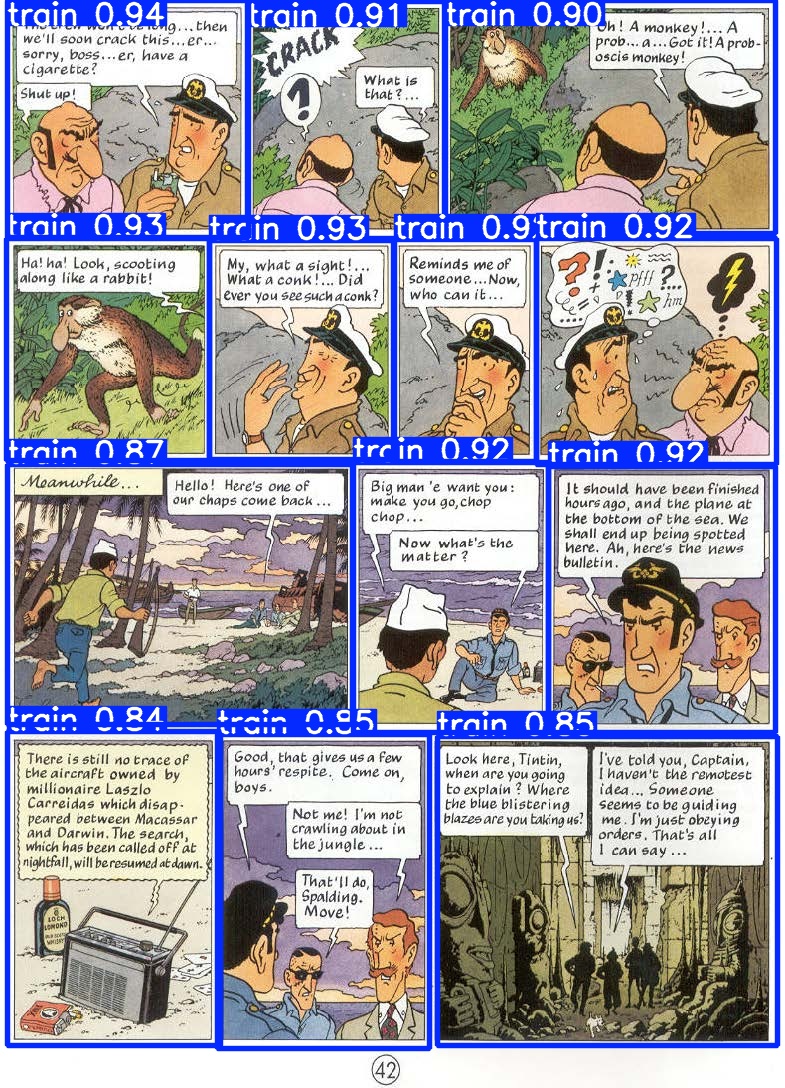 train 0.94
long...then
we'll soon crack this...er...
sorry, boss...er, have a
cigarette?
Shut up!
train 0.91
CRACK
?
What is
that?...
train 0.90
Oh! A monkey!... A
prob...a...Got it! A prob-
oscis monkey!
train 0.93
Ha! ha! Look, scooting
along like a rabbit!
train 0.93
My, what a sight!...
What a conk!... Did
ever you see such a conk?
train 0.9
Reminds me of
someone...Now,
who can it...
train 0.92
?! pfff ?
hm
train 0.87
Meanwhile...
Hello! Here's one of
our chaps come back ...
train 0.92
Big man 'e want you:
make you go, chop
chop...
Now what's the
matter?
train 0.92
It should have been finished
hours ago, and the plane at
the bottom of the sea. We
shall end up being spotted
here. Ah, here's the news
bulletin.
train 0.84
There is still no trace of
the aircraft owned by
millionaire Laszlo
Carreidas which disap-
peared between Macassar
and Darwin. The search,
which has been called off at
nightfall, will be resumed at dawn.
LOCH
LOMOND
WHISKY
train 0.85
Good, that gives us a few
hours' respite. Come on,
boys.
Not me! I'm not
crawling about in
the jungle ...
That'll do,
Spalding.
Move!
train 0.85
Look here, Tintin,
when are you going
to explain? Where
the blue blistering
blazes are you taking us?
I've told you, Captain,
I haven't the remotest
idea... Someone
seems to be guiding
me. I'm just obeying
orders. That's all
I can say ...
42